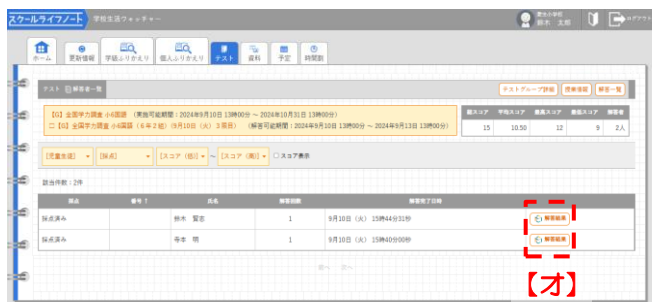 スクールライフノート 学校生活ウォッチャー
鈴木 太郎 ログアウト
ホーム 更新情報 学級ふりかえり 個人ふりかえり テスト 資料 予定 時間割
テスト 解答者一覧 テストグループ詳細 授業情報 解答一覧
【G】全国学力調査 小6国語 （実施可能期間：2024年9月10日 13時00分 ～ 2024年10月31日 13時00分）
□【G】全国学力調査 小6国語（６年２組）（9月10日（火）３限目） （解答可能期間：2024年9月10日 13時00分 ～ 2024年9月13日 13時00分）
総スコア 平均スコア 最高スコア 最低スコア 解答者
15 10.50 12 9 2人
[児童生徒] [採点] [スコア（低）] ～ [スコア（高）] スコア表示
該当件数：2件
採点 番号↑ 氏名 解答回数 解答完了日時
採点済み 鈴木 賢志 1 9月10日（火） 15時44分31秒 解答結果
採点済み 寺本 明 1 9月10日（火） 15時40分00秒 解答結果
前へ 次へ
【オ】